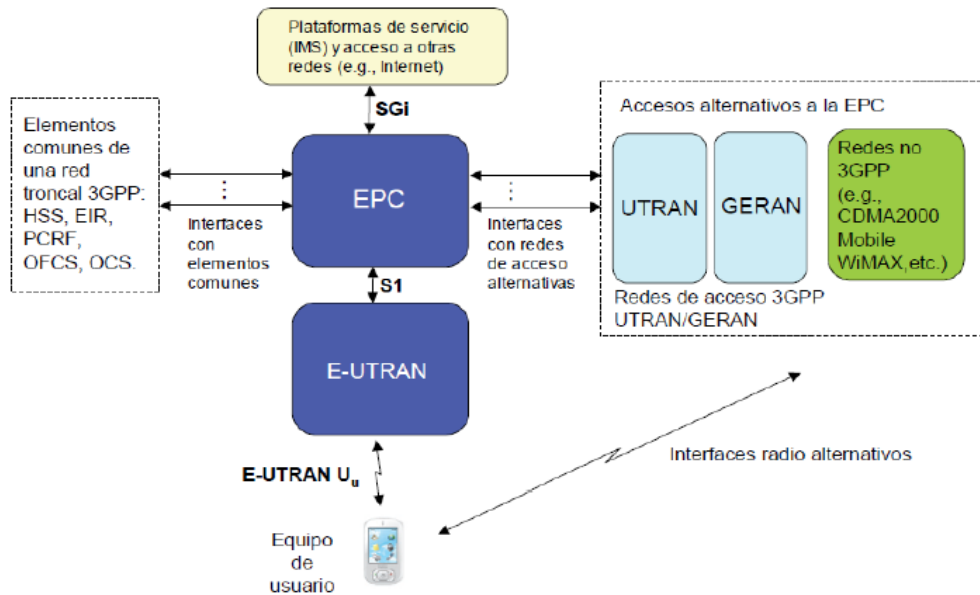 Plataformas de servicio
(IMS) y acceso a otras
redes (e.g., Internet)
SGi
Elementos
comunes de
una red
troncal 3GPP:
HSS, EIR,
PCRF,
OFCS, OCS.
Interfaces
con
elementos
comunes
EPC
Interfaces
con redes
de acceso
alternativas
Accesos alternativos a la EPC
UTRAN
GERAN
Redes no
3GPP
(e.g.,
CDMA2000
Mobile
WiMAX,etc.)
Redes de acceso 3GPP
UTRAN/GERAN
S1
E-UTRAN
E-UTRAN Uu
Interfaces radio alternativos
Equipo
de
usuario